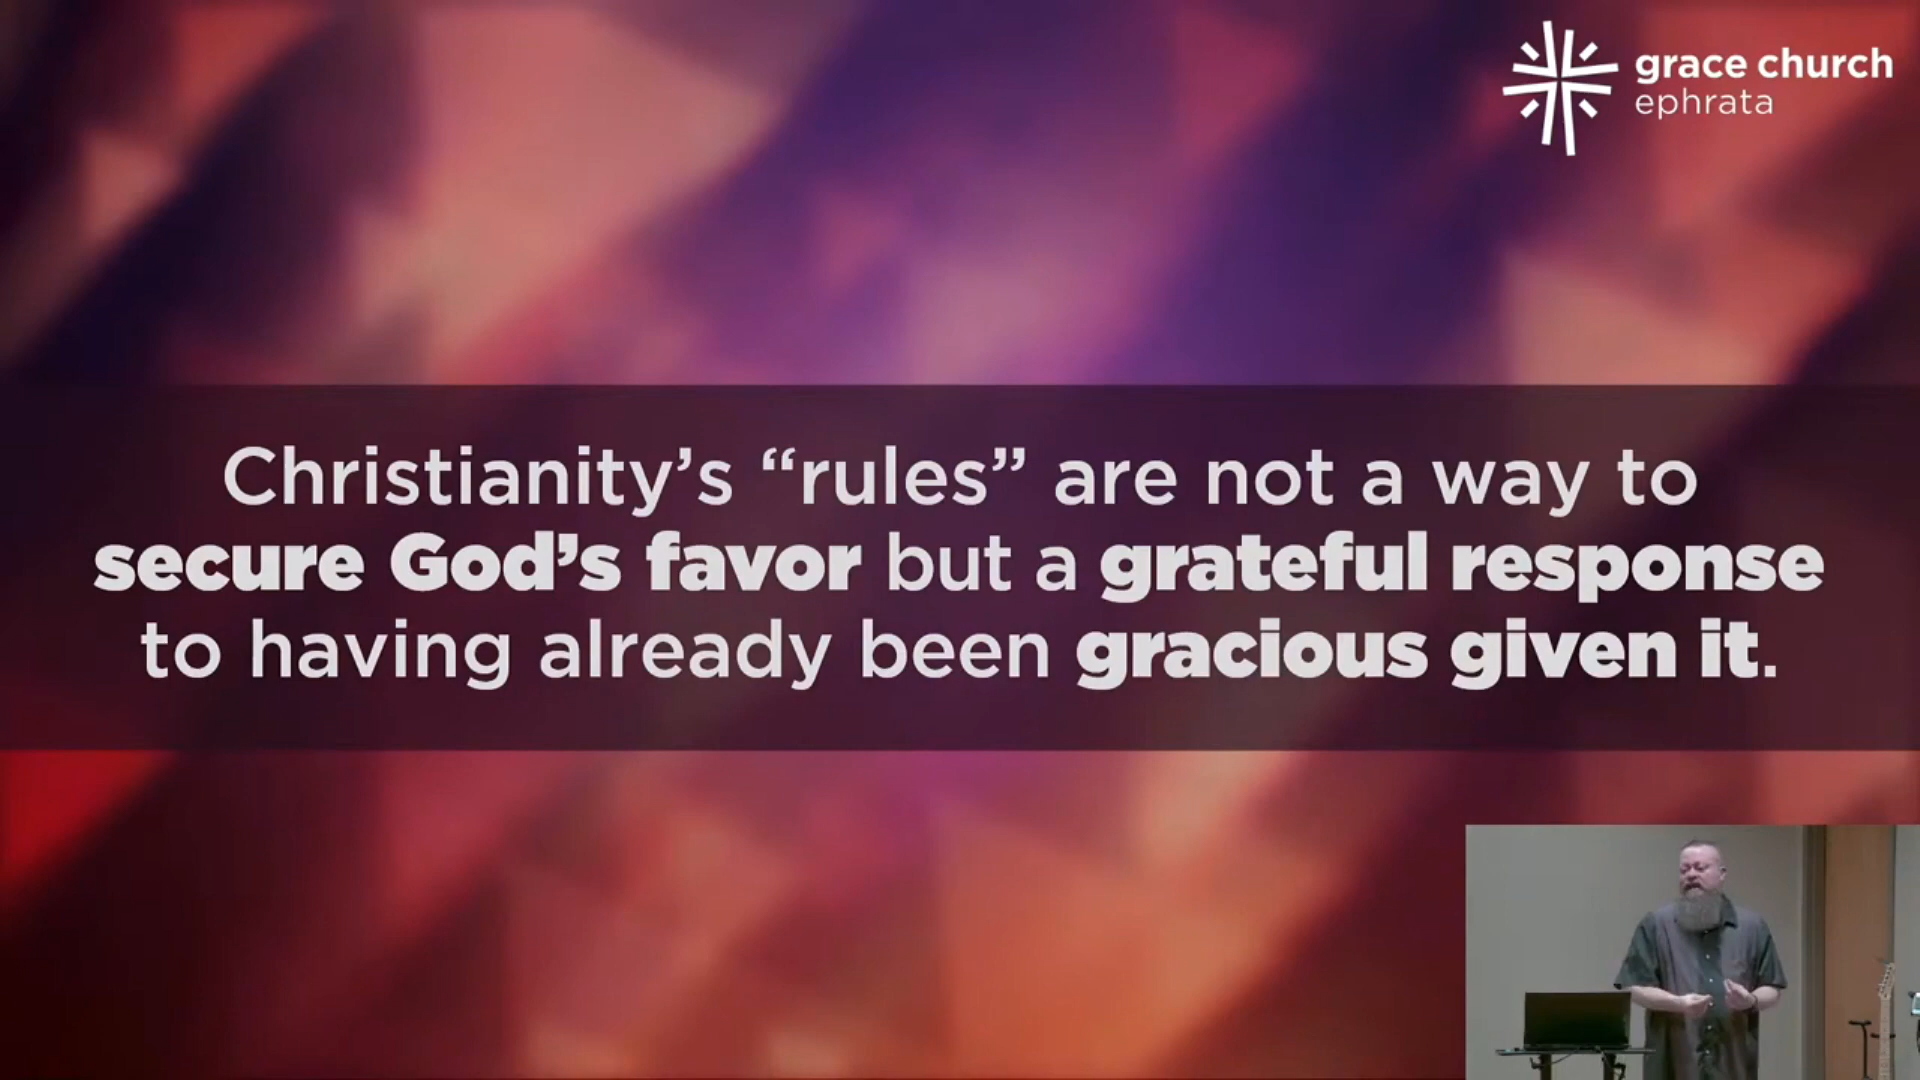 grace church
ephrata
Christianity’s “rules” are not a way to
secure God’s favor but a grateful response
to having already been gracious given it.